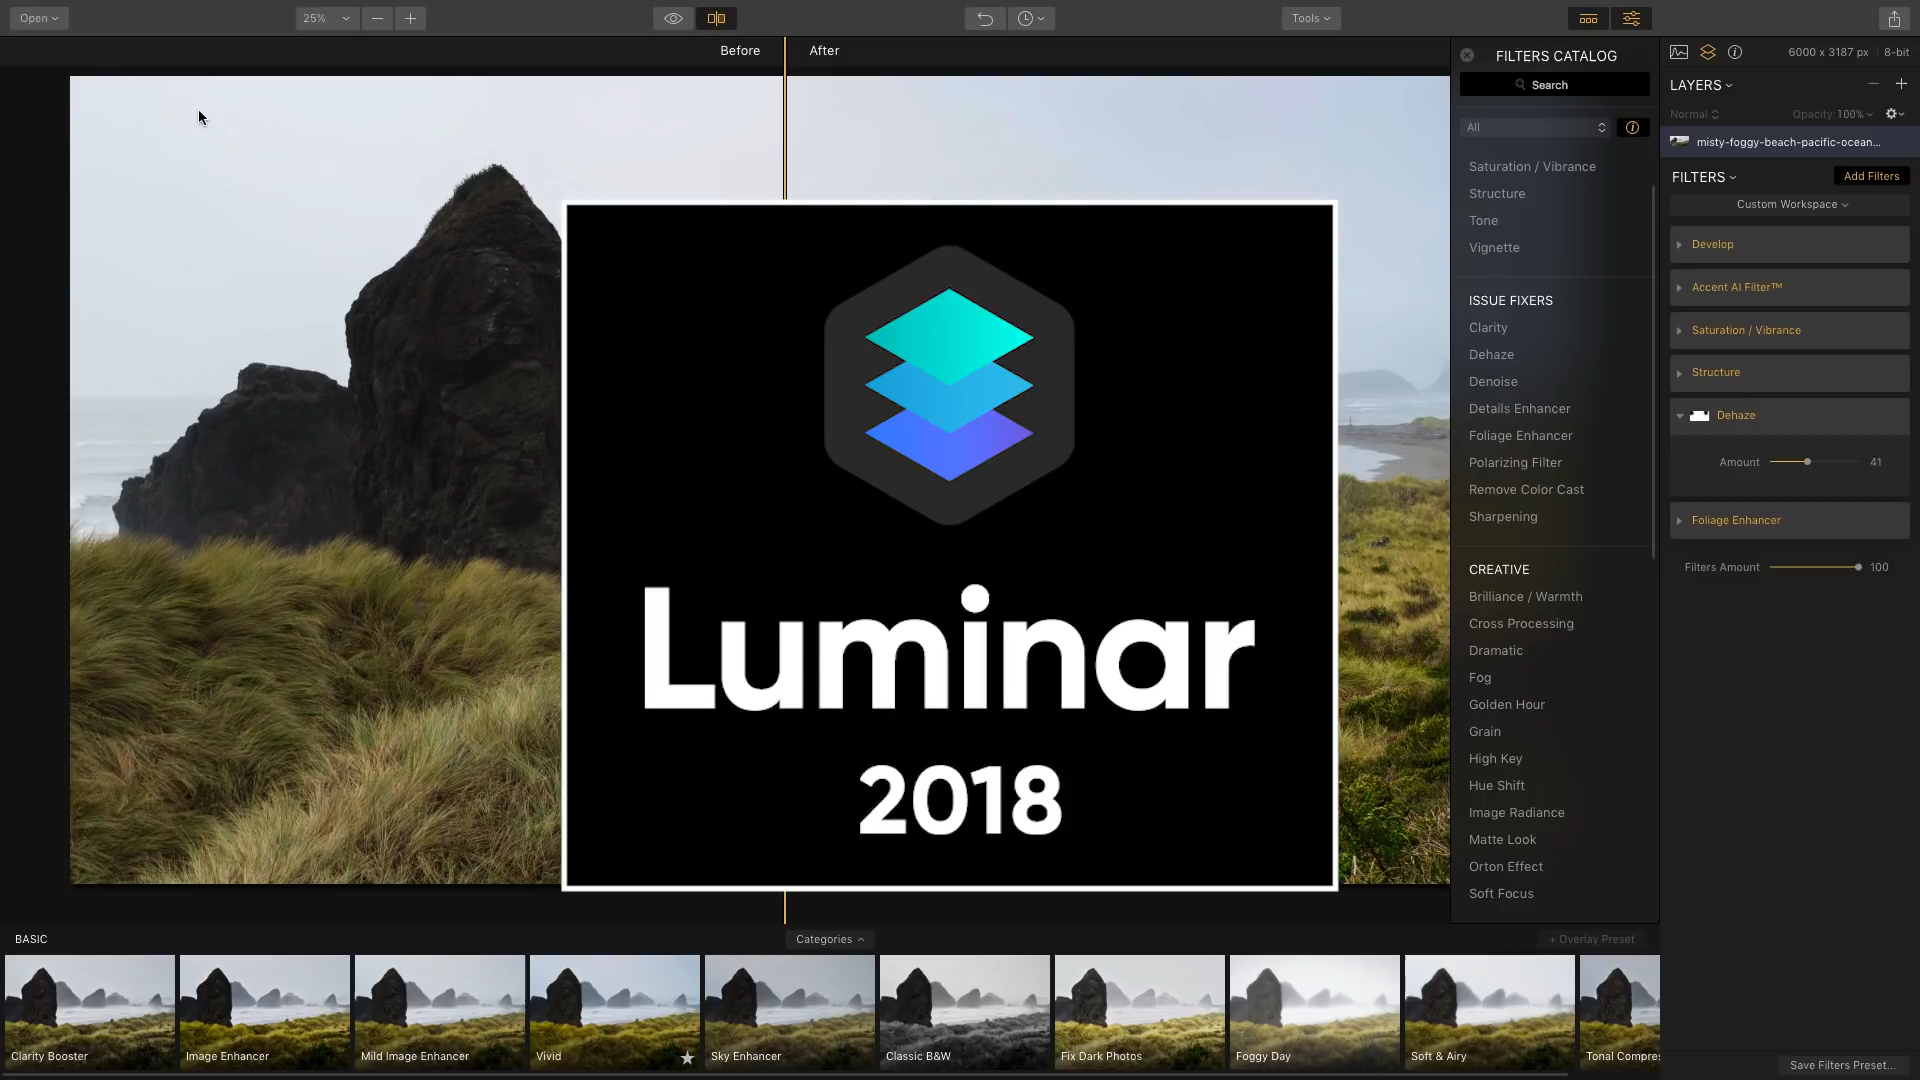 Open
25%
Tools
Before
After
FILTERS CATALOG
Search
All
Saturation / Vibrance
Structure
Tone
Vignette
ISSUE FIXERS
Clarity
Dehaze
Denoise
Details Enhancer
Foliage Enhancer
Polarizing Filter
Remove Color Cast
Sharpening
CREATIVE
Brilliance / Warmth
Cross Processing
Dramatic
Fog
Golden Hour
Grain
High Key
Hue Shift
Image Radiance
Matte Look
Orton Effect
Soft Focus
6000 x 3187 px 8-bit
LAYERS
Normal
Opacity: 100%
misty-foggy-beach-pacific-ocean...
FILTERS
Add Filters
Custom Workspace
Develop
Accent AI Filter™
Saturation / Vibrance
Structure
Dehaze
Amount 41
Foliage Enhancer
Filters Amount 100
Luminar
2018
BASIC
Categories
+ Overlay Preset
Clarity Booster
Image Enhancer
Mild Image Enhancer
Vivid
Sky Enhancer
Classic B&W
Fix Dark Photos
Foggy Day
Soft & Airy
Tonal Compres
Save Filters Preset...